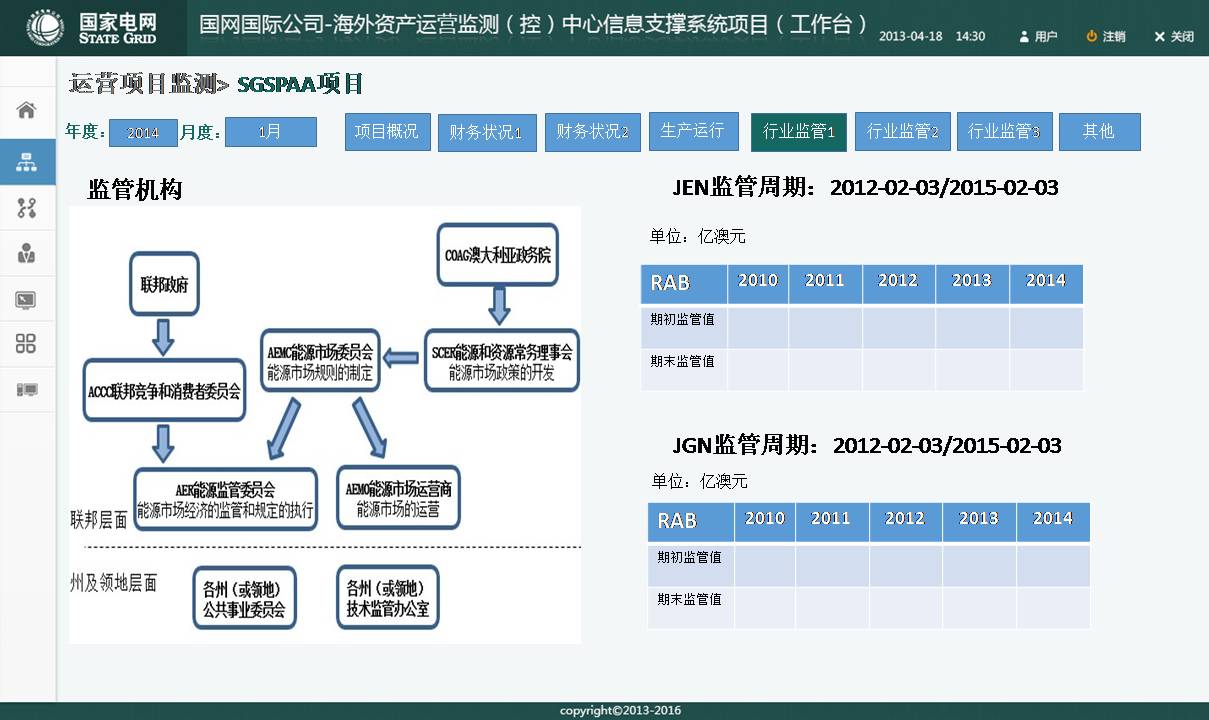 国家电网
STATE GRID
国网国际公司-海外资产运营监测（控）中心信息支撑系统项目（工作台）
2013-04-18 14:30
用户
注销
关闭
运营项目监测> SGSPAA项目
年度： 2014 月度： 1月
项目概况
财务状况1
财务状况2
生产运行
行业监管1
行业监管2
行业监管3
其他
监管机构
联邦政府
COAG澳大利亚政务院
AEMC能源市场委员会
能源市场规则的制定
SCER能源和资源常务理事会
能源市场政策的开发
ACCC联邦竞争和消费者委员会
AER能源监管委员会
能源市场经济的监管和规定的执行
AEMO能源市场运营商
能源市场的运营
联邦层面
州及领地层面
各州（或领地）
公共事业委员会
各州（或领地）
技术监管办公室
JEN监管周期：2012-02-03/2015-02-03
单位：亿澳元
RAB 2010 2011 2012 2013 2014
期初监管值
期末监管值
JGN监管周期：2012-02-03/2015-02-03
单位：亿澳元
RAB 2010 2011 2012 2013 2014
期初监管值
期末监管值
copyright©2013-2016